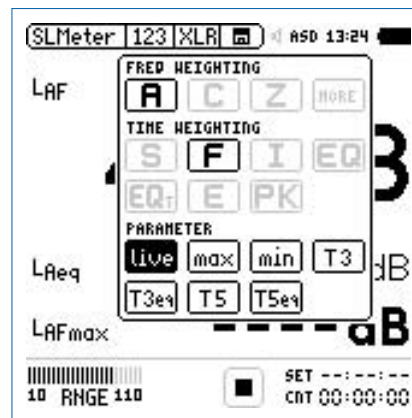 SLMeter 123 XLR ASD 13:24
FREQ WEIGHTING
LAF
A C Z MORE
TIME WEIGHTING
S F I EQ
EQT E PK
PARAMETER
live max min T3
LAeq dB
T3eq T5 T5eq
LAFmax ----dB
10 RNGE 110
SET --:--:--
CNT 00:00:00